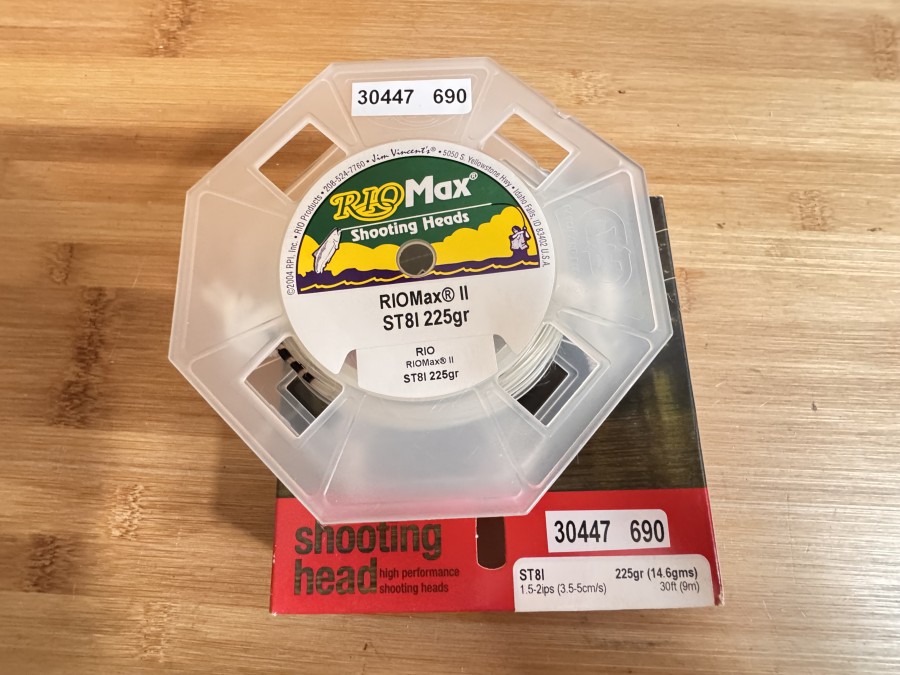 30447 690
©2004 RPI, Inc. • RIO Products • 208-524-7760 • Jim Vincent's® • 5050 S. Yellowstone Hwy • Idaho Falls, ID 83402 U.S.A.
RIO Max®
Shooting Heads
RIOMax® II
ST8I 225gr
RIO
RIOMax® II
ST8I 225gr
shooting
head high performance
shooting heads
30447 690
ST8I 225gr (14.6gms)
1.5-2ips (3.5-5cm/s) 30ft (9m)